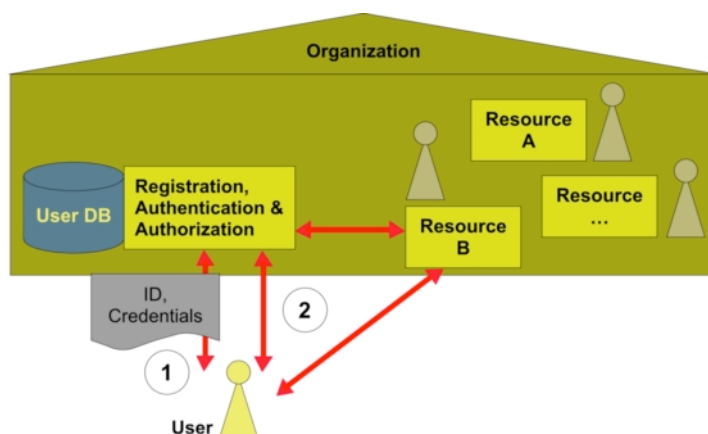 Organization
Resource
A
Resource
...
Registration,
Authentication &
Authorization
User DB
Resource
B
ID,
Credentials
1
2
User